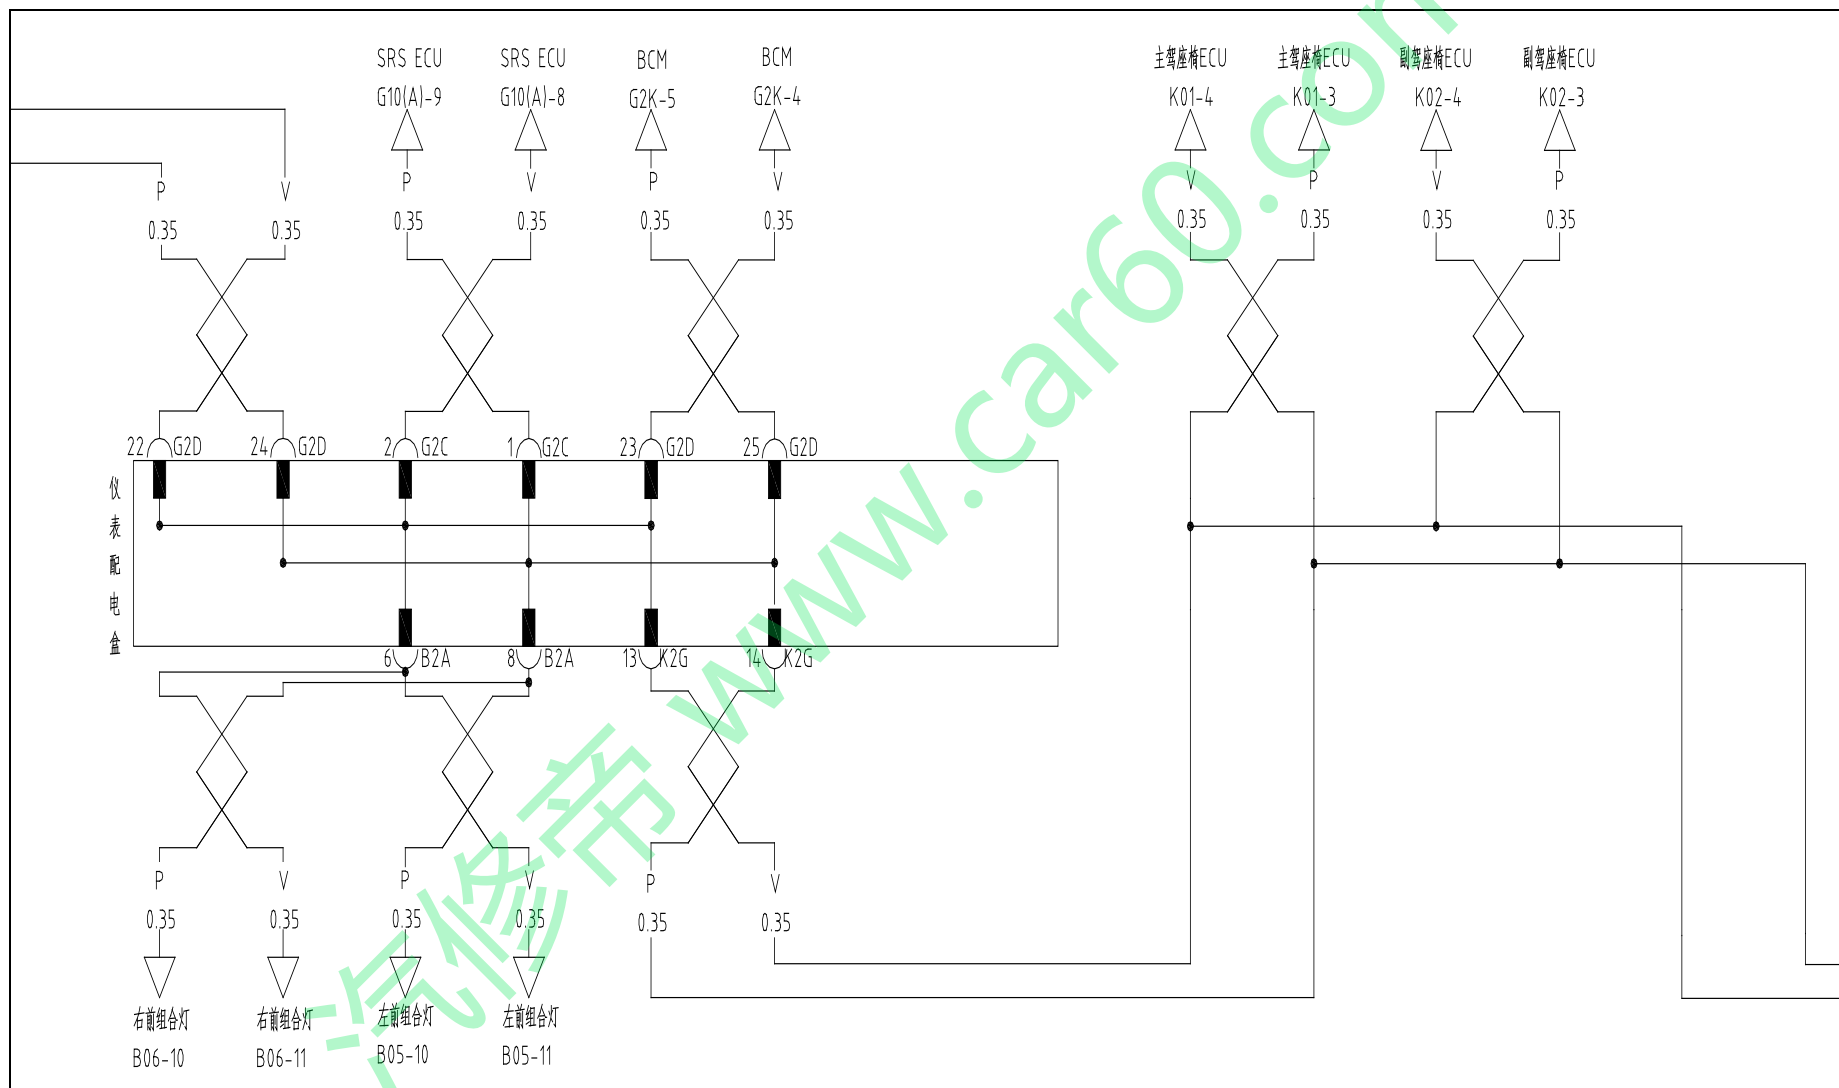 SRS ECU SRS ECU BCM BCM 主驾座椅ECU 主驾座椅ECU 副驾座椅ECU 副驾座椅ECU
G10(A)-9 G10(A)-8 G2K-5 G2K-4 K01-4 K01-3 K02-4 K02-3
P V P V P V V P V P
0.35 0.35 0.35 0.35 0.35 0.35 0.35 0.35 0.35 0.35
22 G2D 24 G2D 2 G2C 1 G2C 23 G2D 25 G2D
仪
表
配
电
盒
6 B2A 8 B2A 13 K2G 14 K2G
P V P V P V
0.35 0.35 0.35 0.35 0.35 0.35
右前组合灯 右前组合灯 左前组合灯 左前组合灯
B06-10 B06-11 B05-10 B05-11
汽修帝 www.car60.com